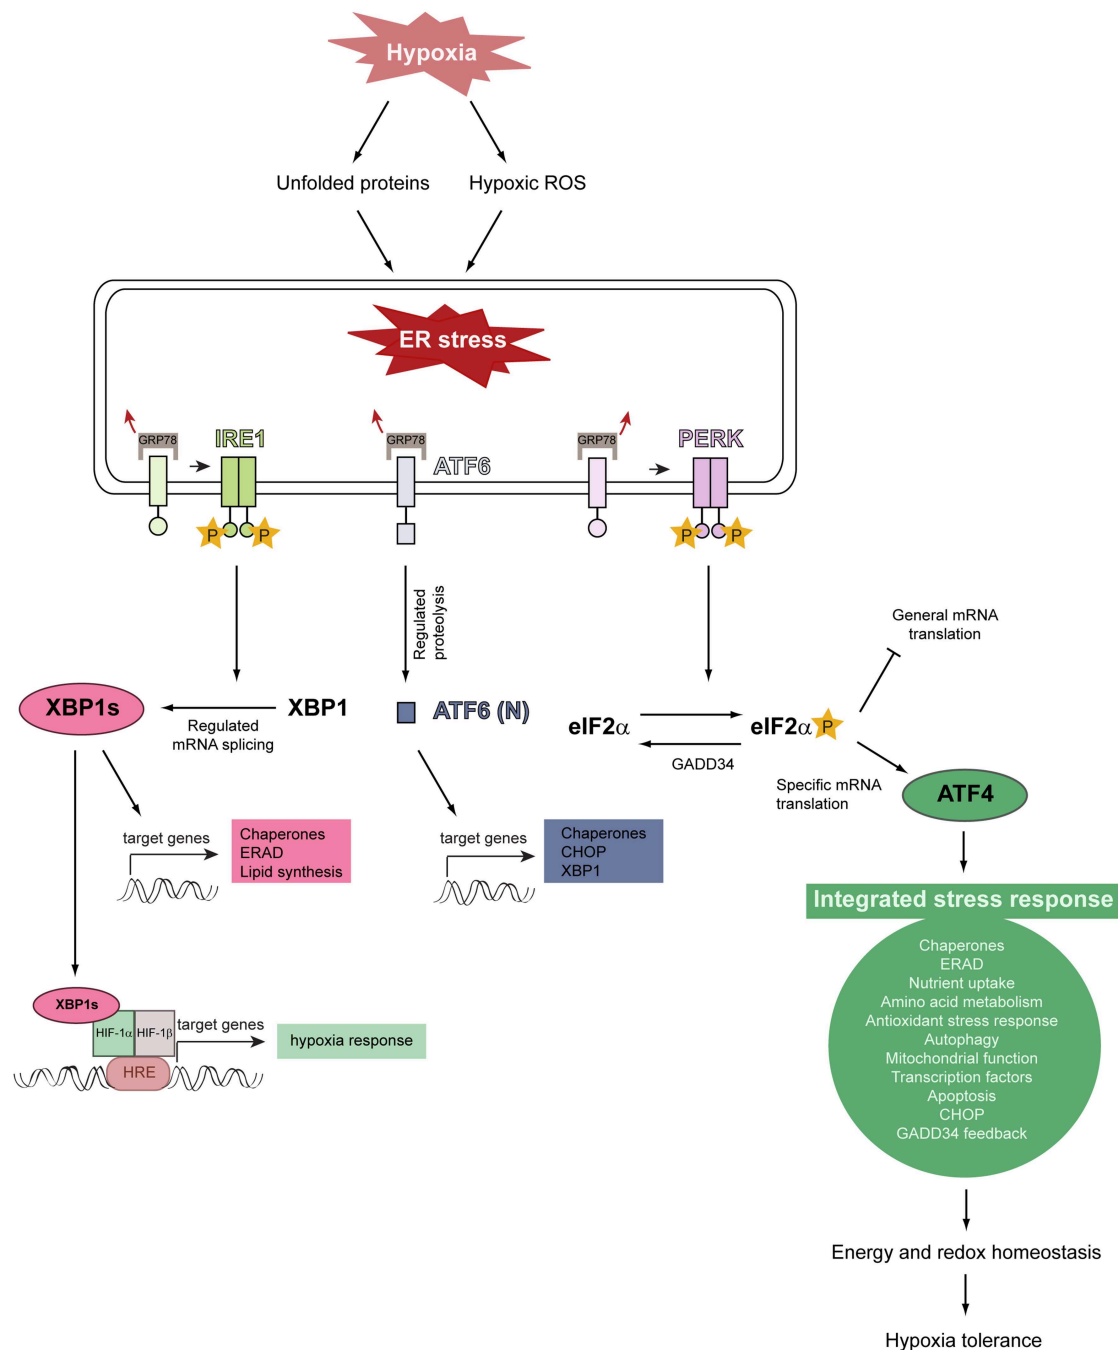 Hypoxia
Unfolded proteins
Hypoxic ROS
ER stress
GRP78
IRE1
GRP78
ATF6
GRP78
PERK
P
P
P
P
Regulated
proteolysis
General mRNA
translation
XBP1s
XBP1
Regulated
mRNA splicing
ATF6 (N)
eIF2α
eIF2α
P
GADD34
Specific mRNA
translation
ATF4
target genes
Chaperones
ERAD
Lipid synthesis
target genes
Chaperones
CHOP
XBP1
Integrated stress response
Chaperones
ERAD
Nutrient uptake
Amino acid metabolism
Antioxidant stress response
Autophagy
Mitochondrial function
Transcription factors
Apoptosis
CHOP
GADD34 feedback
XBP1s
HIF-1α
HIF-1β
target genes
hypoxia response
HRE
Energy and redox homeostasis
Hypoxia tolerance